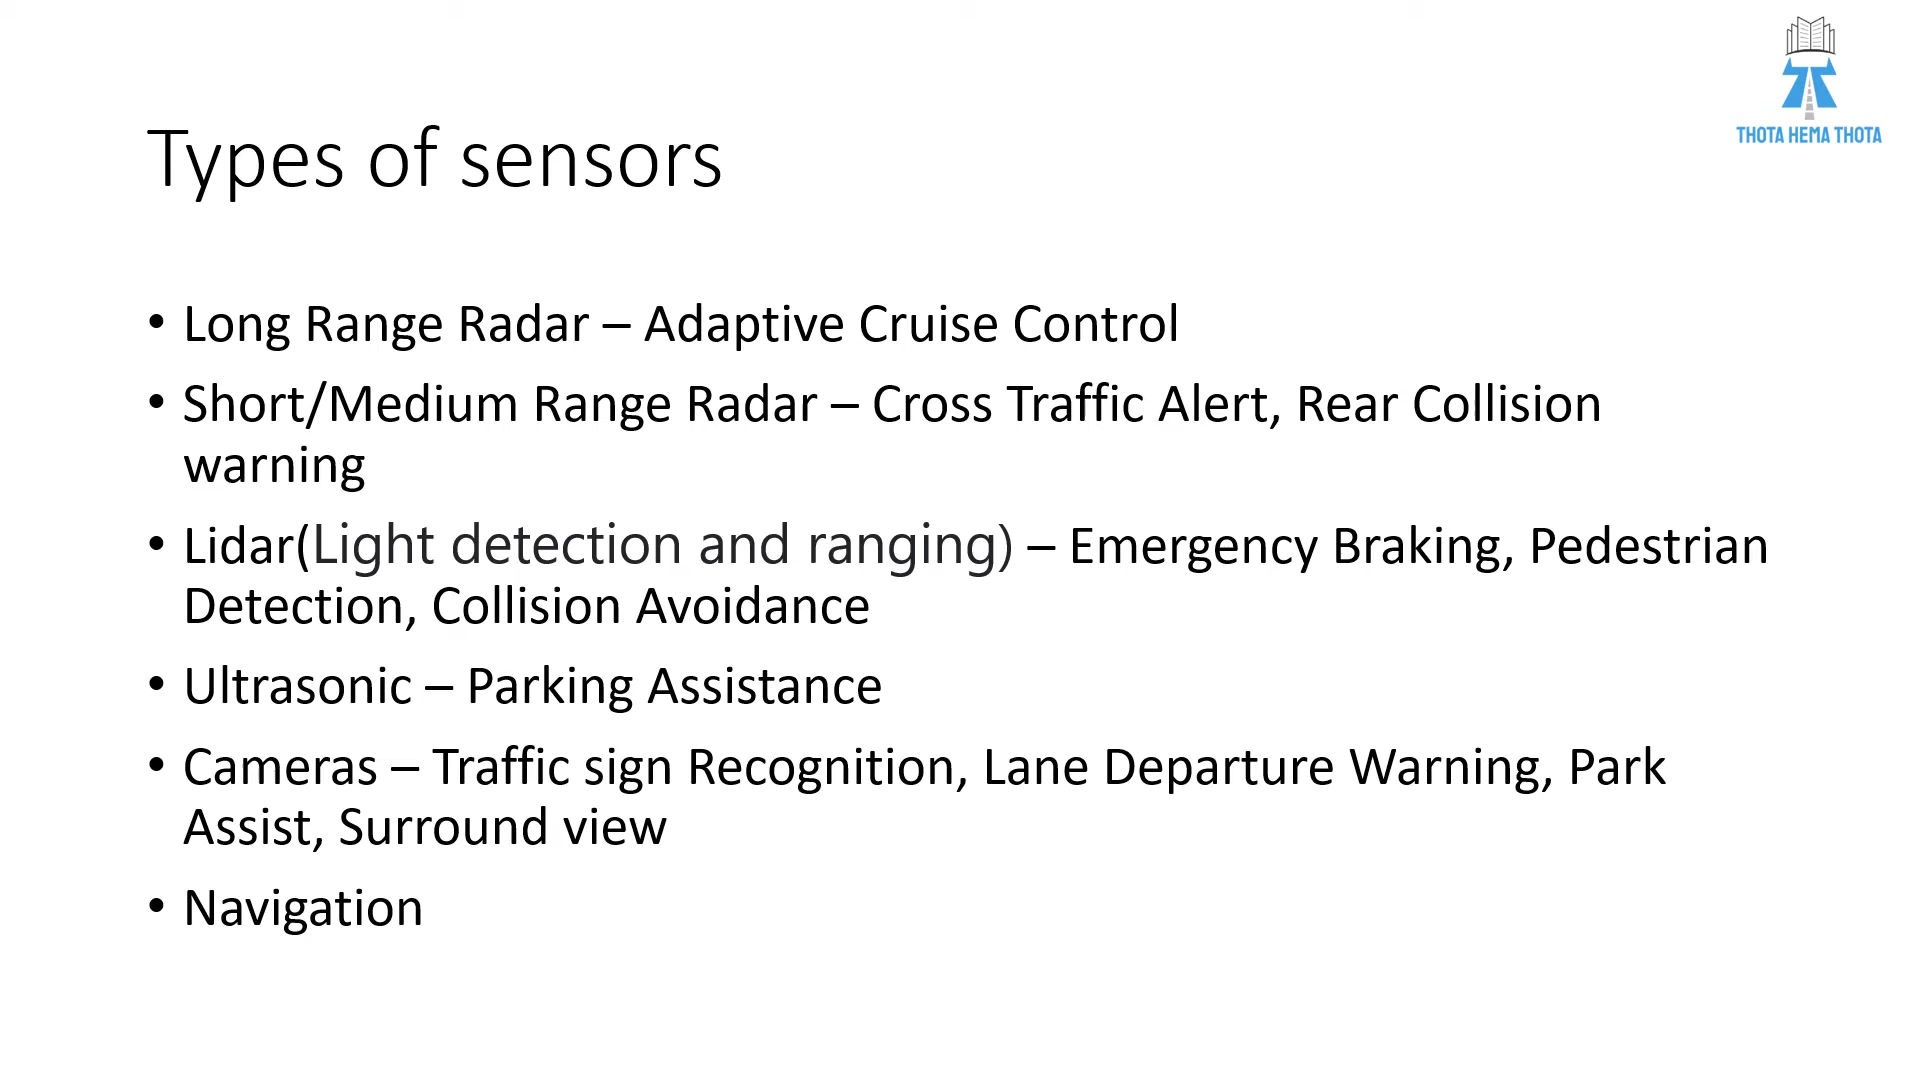 THOTA HEMA THOTA
Types of sensors
• Long Range Radar – Adaptive Cruise Control
• Short/Medium Range Radar – Cross Traffic Alert, Rear Collision
warning
• Lidar(Light detection and ranging) – Emergency Braking, Pedestrian
Detection, Collision Avoidance
• Ultrasonic – Parking Assistance
• Cameras – Traffic sign Recognition, Lane Departure Warning, Park
Assist, Surround view
• Navigation